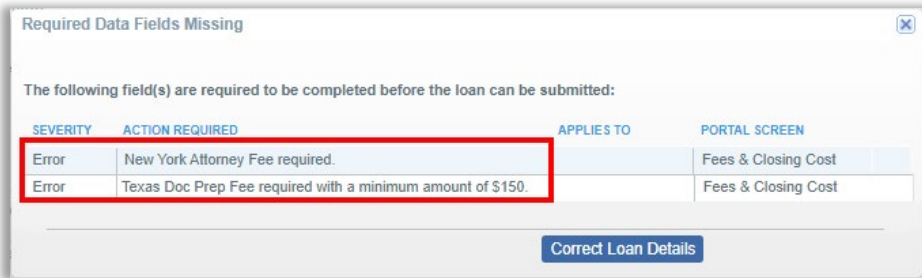 Required Data Fields Missing
The following field(s) are required to be completed before the loan can be submitted:
SEVERITY ACTION REQUIRED APPLIES TO PORTAL SCREEN
Error New York Attorney Fee required. Fees & Closing Cost
Error Texas Doc Prep Fee required with a minimum amount of $150. Fees & Closing Cost
Correct Loan Details